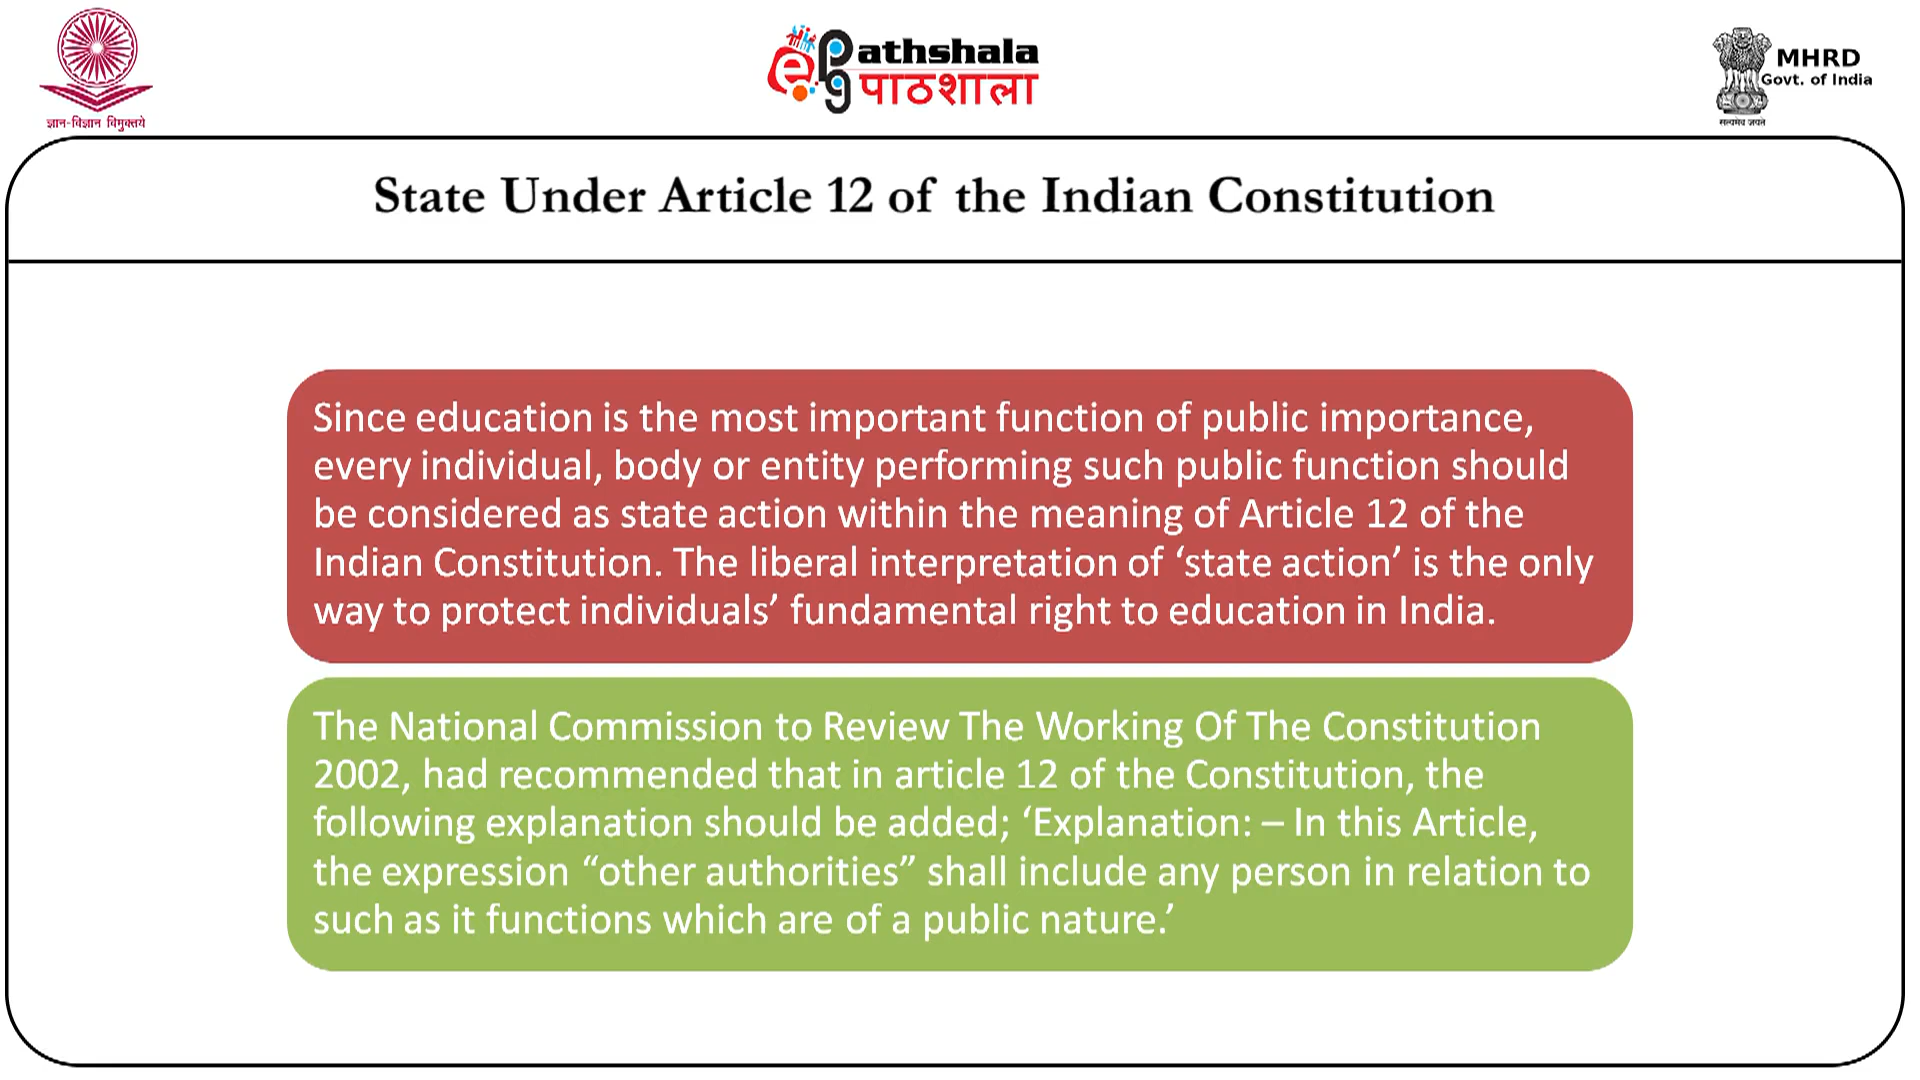 ज्ञान-विज्ञान विमुक्तये
ePg Pathshala
पाठशाला
MHRD
Govt. of India
सत्यमेव जयते
State Under Article 12 of the Indian Constitution
Since education is the most important function of public importance,
every individual, body or entity performing such public function should
be considered as state action within the meaning of Article 12 of the
Indian Constitution. The liberal interpretation of ‘state action’ is the only
way to protect individuals’ fundamental right to education in India.
The National Commission to Review The Working Of The Constitution
2002, had recommended that in article 12 of the Constitution, the
following explanation should be added; ‘Explanation: – In this Article,
the expression “other authorities” shall include any person in relation to
such as it functions which are of a public nature.’